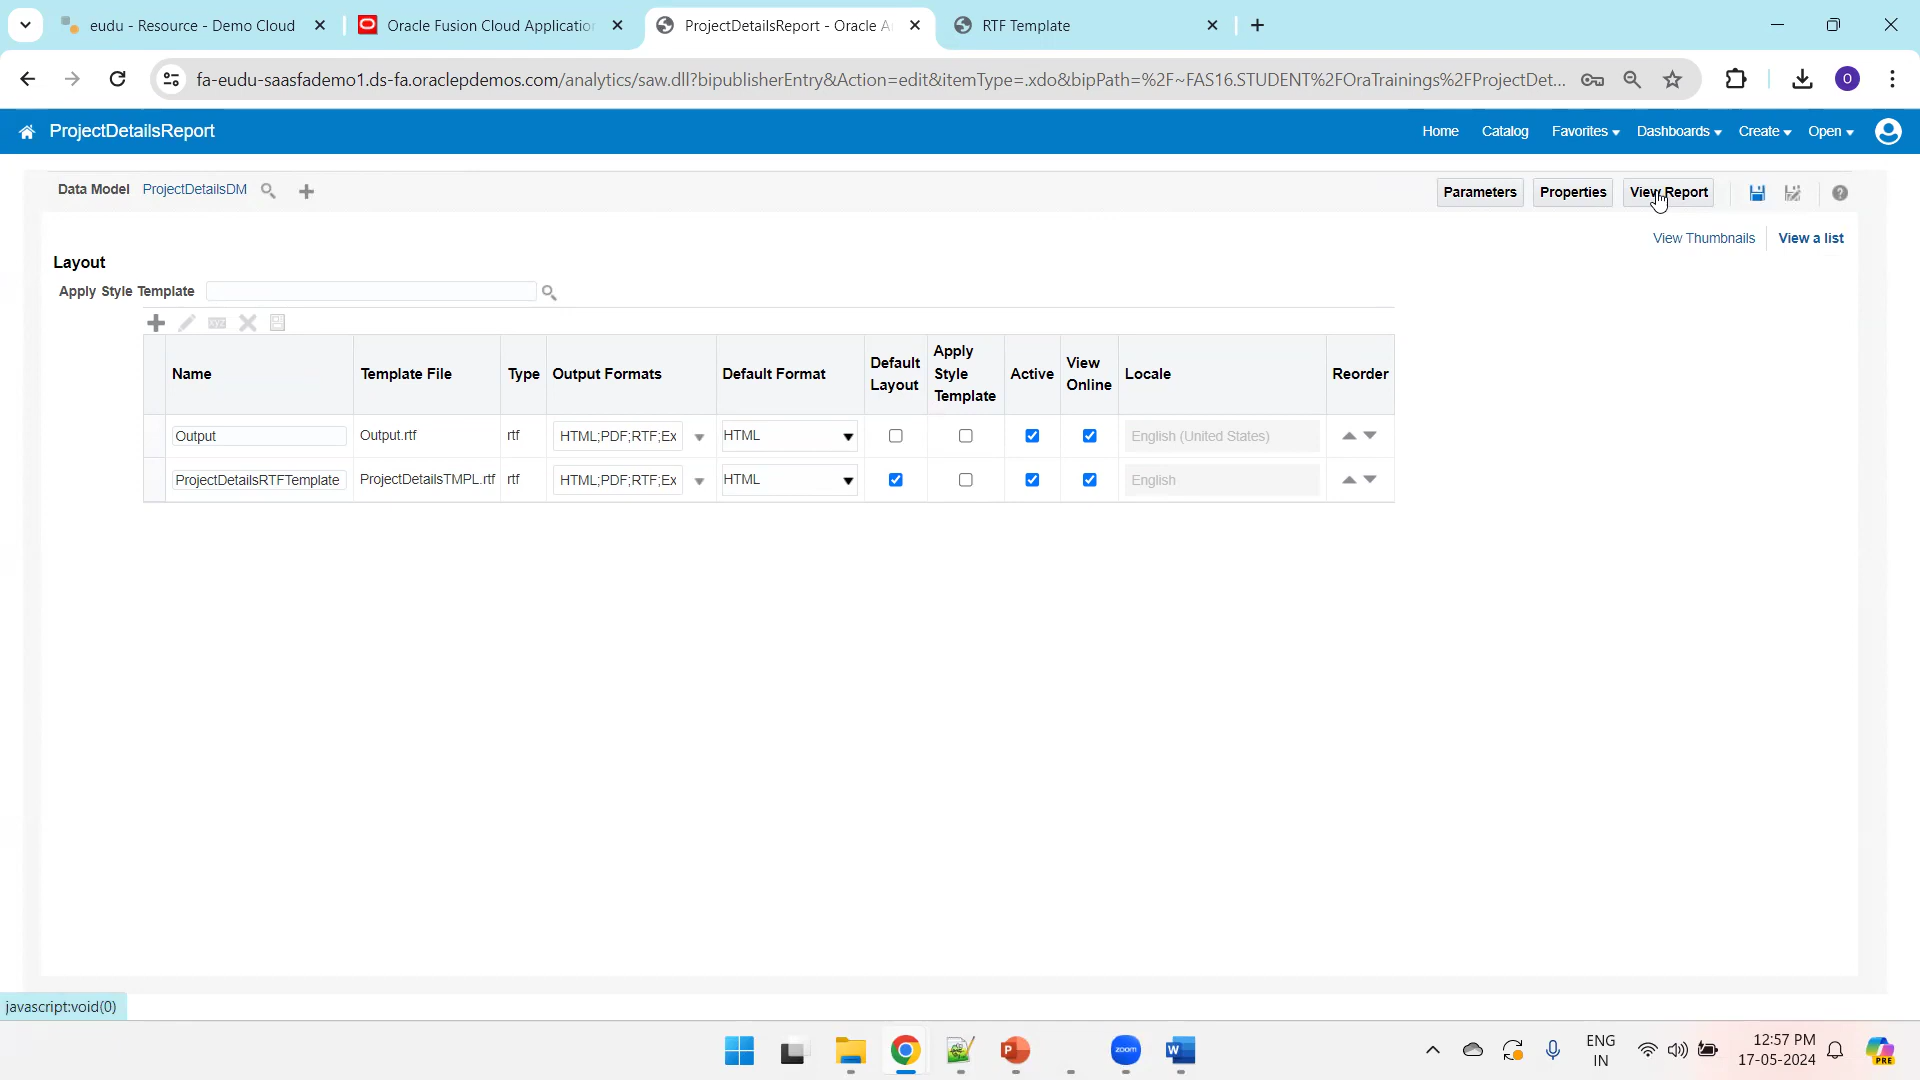 eudu - Resource - Demo Cloud
Oracle Fusion Cloud Applicatio
ProjectDetailsReport - Oracle A
RTF Template
fa-eudu-saasfademo1.ds-fa.oraclepdemos.com/analytics/saw.dll?bipublisherEntry&Action=edit&itemType=.xdo&bipPath=%2F~FAS16.STUDENT%2FOraTrainings%2FProjectDet...
O
ProjectDetailsReport
Home Catalog Favorites Dashboards Create Open
Data Model ProjectDetailsDM
Parameters Properties View Report
View Thumbnails View a list
Layout
Apply Style Template
Name Template File Type Output Formats Default Format Default Layout Apply Style Template Active View Online Locale Reorder
Output Output.rtf rtf HTML;PDF;RTF;Ex HTML English (United States)
ProjectDetailsRTFTemplate ProjectDetailsTMPL.rtf rtf HTML;PDF;RTF;Ex HTML English
javascript:void(0)
zoom
ENG
IN
12:57 PM
17-05-2024
PRE